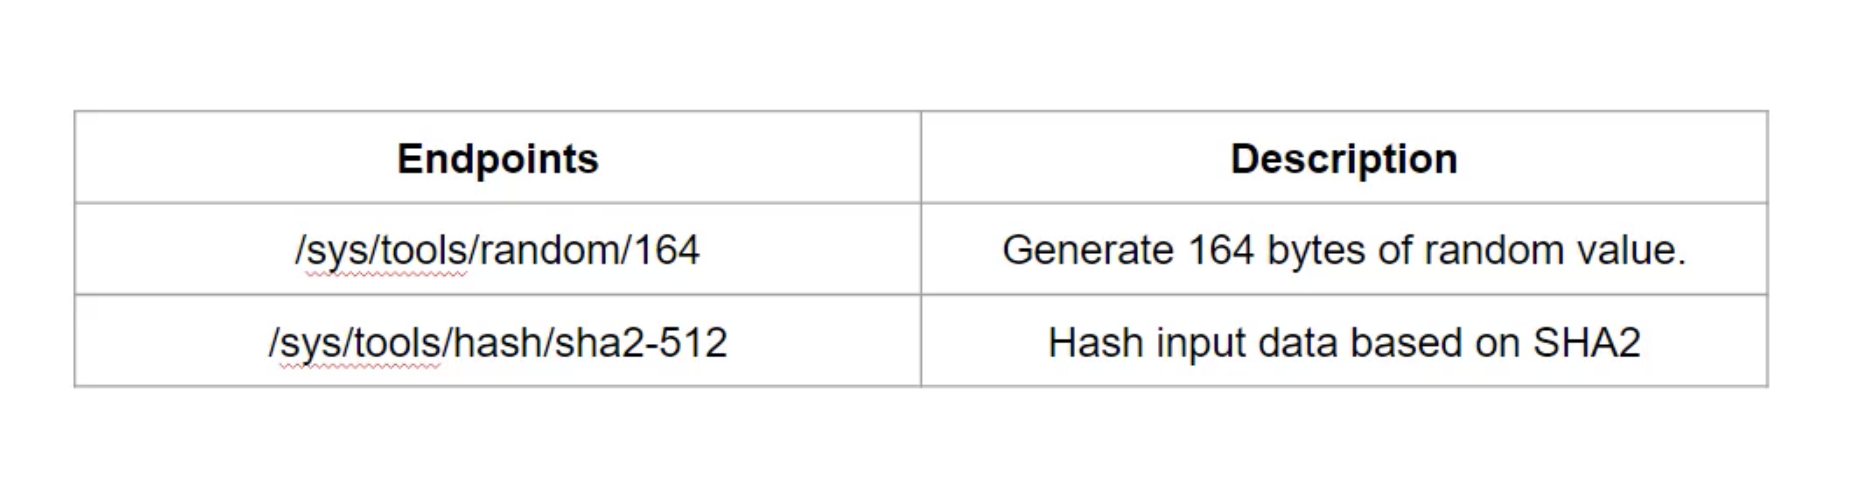 Endpoints
Description
/sys/tools/random/164
Generate 164 bytes of random value.
/sys/tools/hash/sha2-512
Hash input data based on SHA2